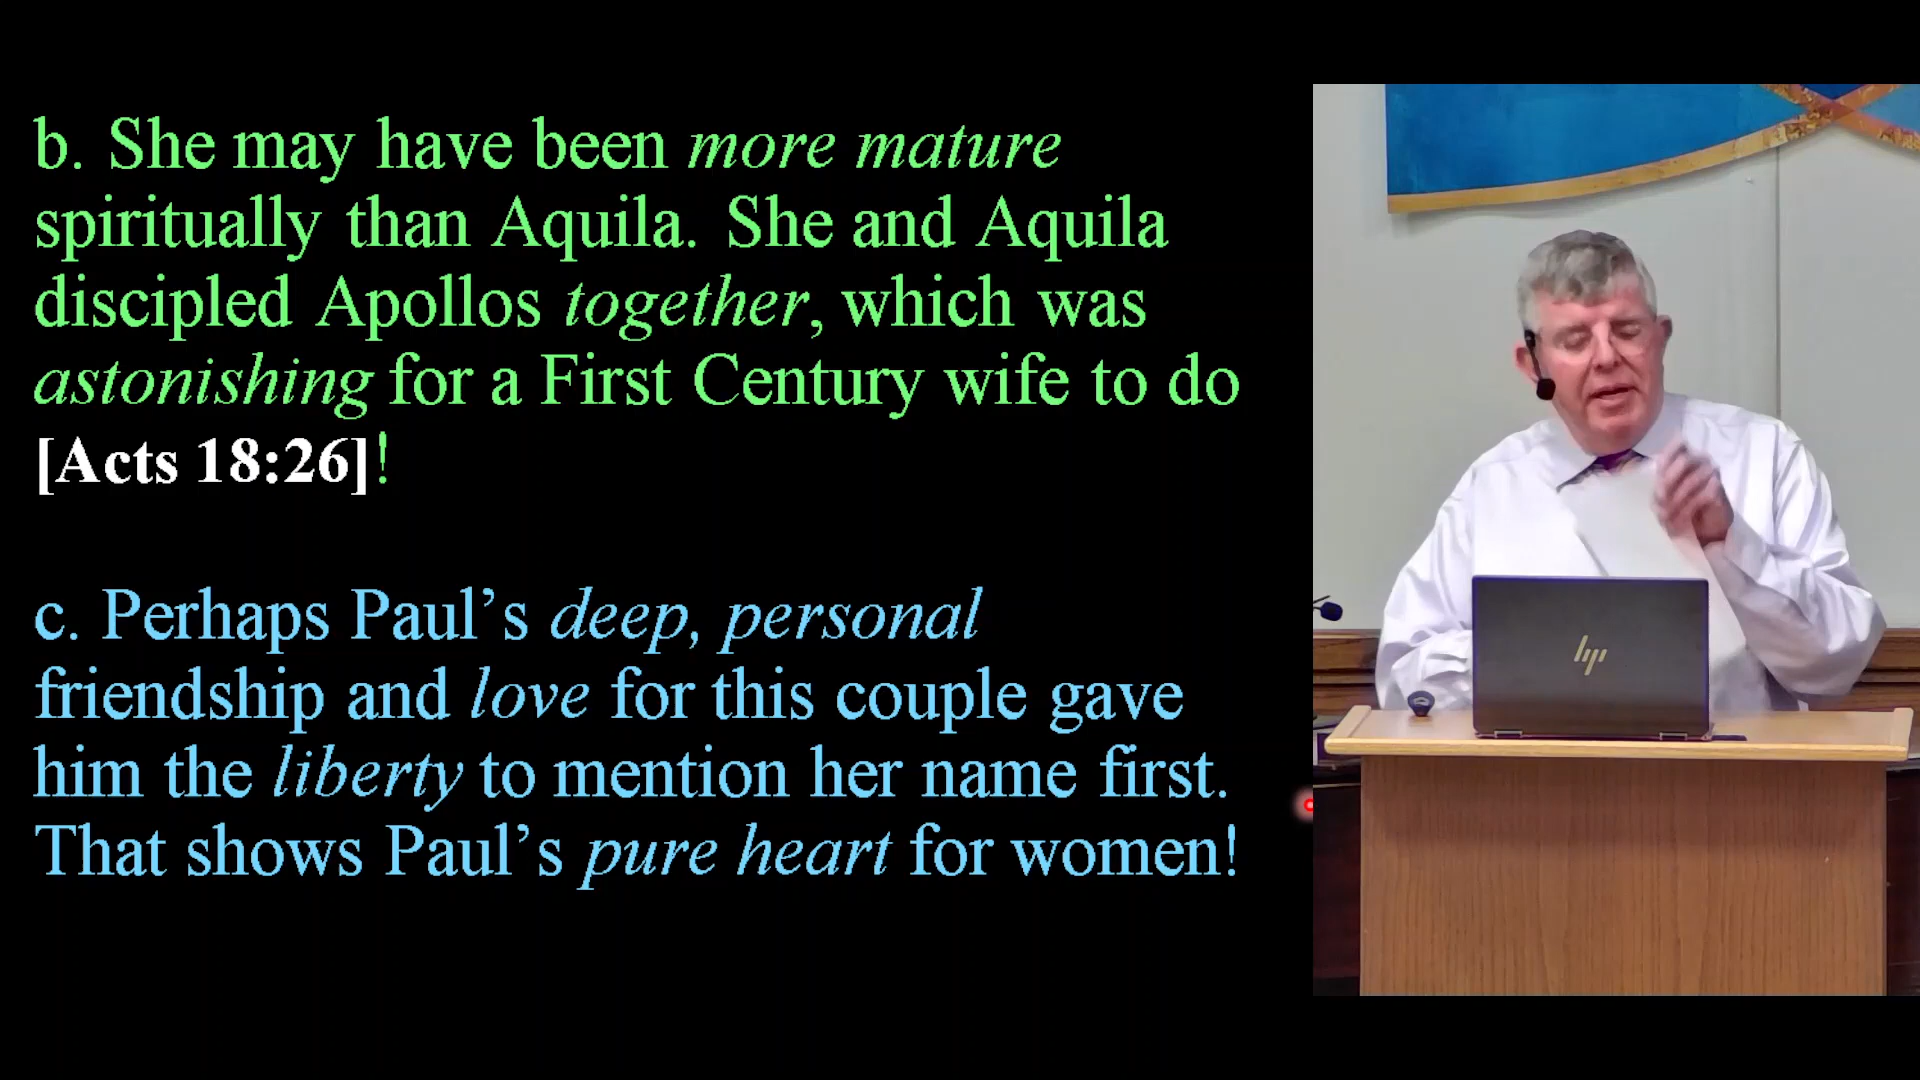 b. She may have been more mature
spiritually than Aquila. She and Aquila
discipled Apollos together, which was
astonishing for a First Century wife to do
[Acts 18:26]!
c. Perhaps Paul’s deep, personal
friendship and love for this couple gave
him the liberty to mention her name first.
That shows Paul’s pure heart for women!
hp